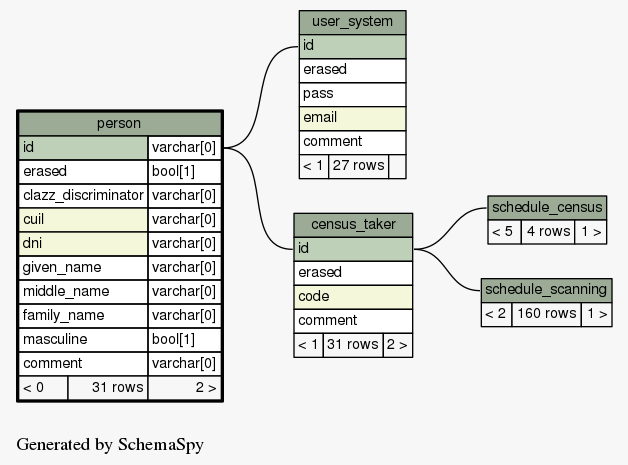 person
id varchar[0]
erased bool[1]
clazz_discriminator varchar[0]
cuil varchar[0]
dni varchar[0]
given_name varchar[0]
middle_name varchar[0]
family_name varchar[0]
masculine bool[1]
comment varchar[0]
< 0 31 rows 2 >
user_system
id
erased
pass
email
comment
< 1 27 rows
census_taker
id
erased
code
comment
< 1 31 rows 2 >
schedule_census
< 5 4 rows 1 >
schedule_scanning
< 2 160 rows 1 >
Generated by SchemaSpy